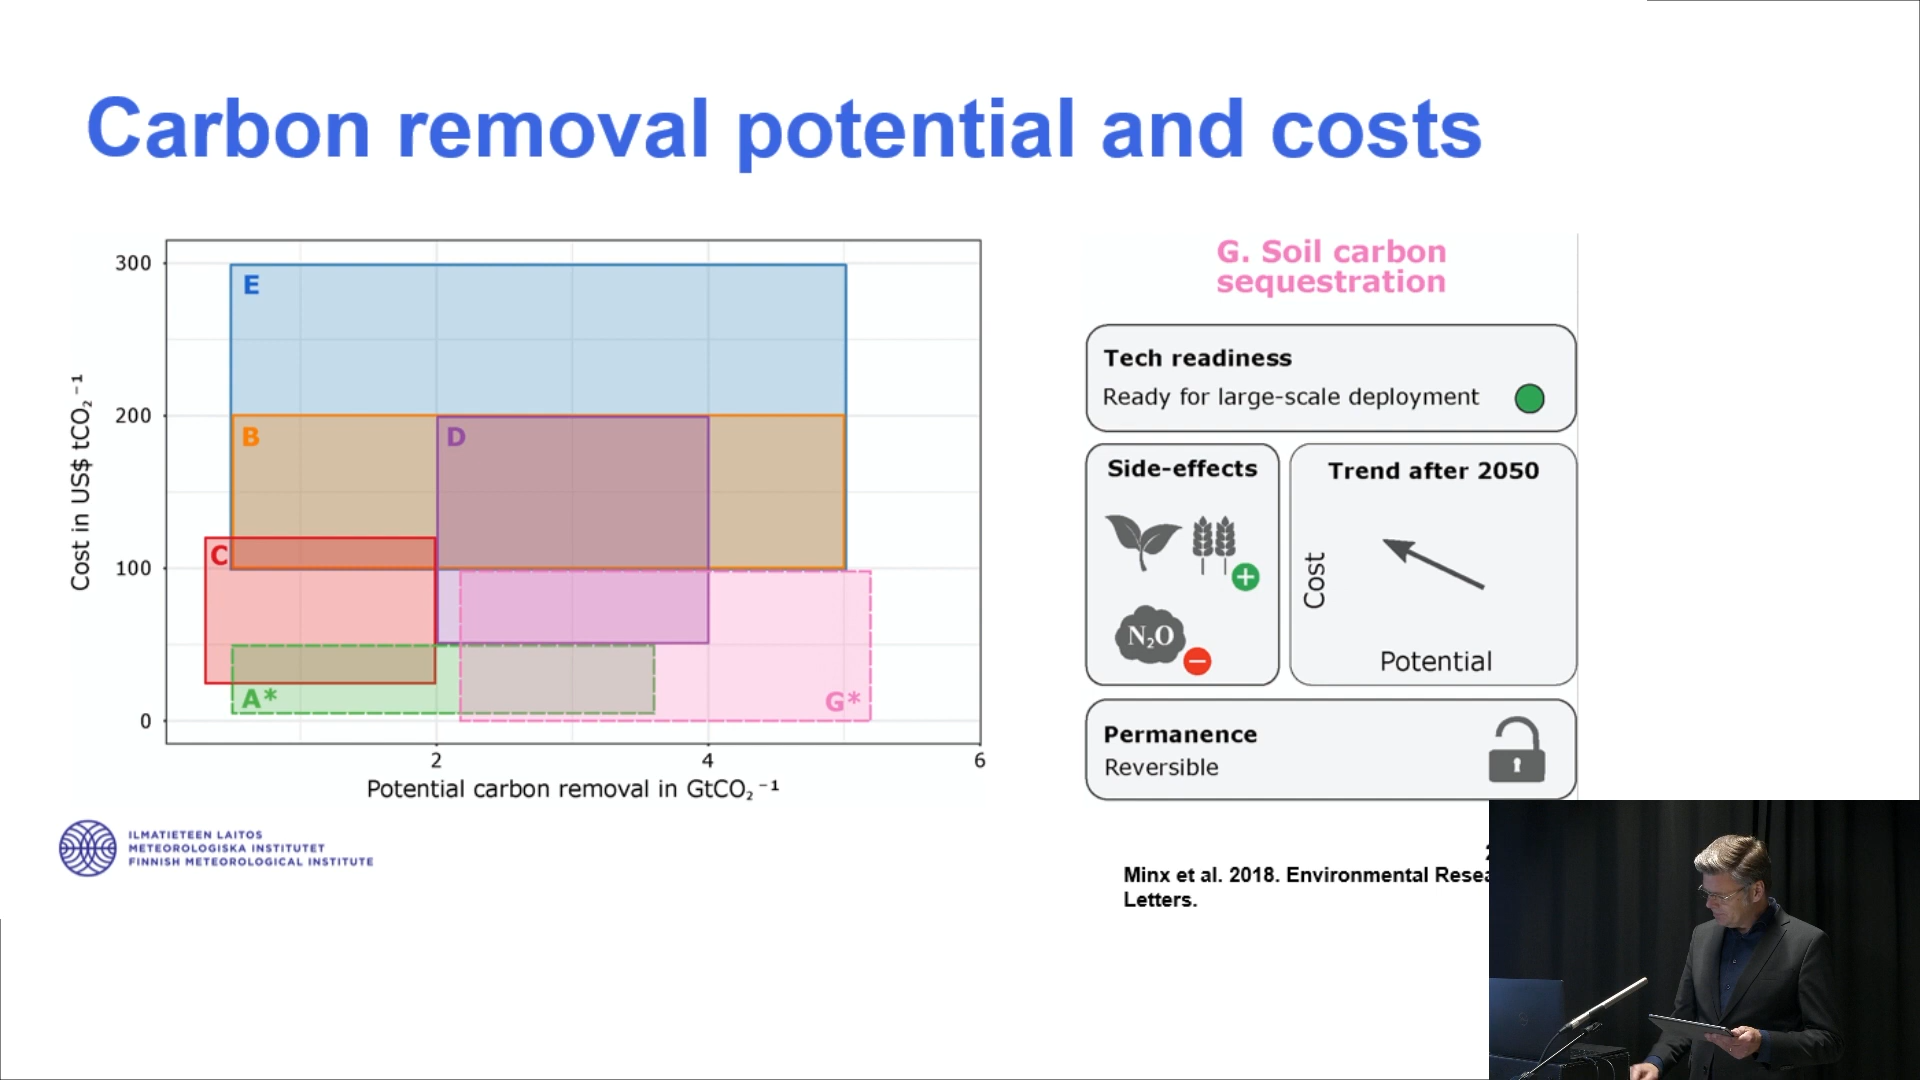 Carbon removal potential and costs
300
200
100
0
Cost in US$ tCO₂⁻¹
E
B
D
C
A*
G*
2
4
6
Potential carbon removal in GtCO₂⁻¹
G. Soil carbon
sequestration
Tech readiness
Ready for large-scale deployment
Side-effects
N₂O
Trend after 2050
Cost
Potential
Permanence
Reversible
ILMATIETEEN LAITOS
METEOROLOGISKA INSTITUTET
FINNISH METEOROLOGICAL INSTITUTE
Minx et al. 2018. Environmental
Letters.